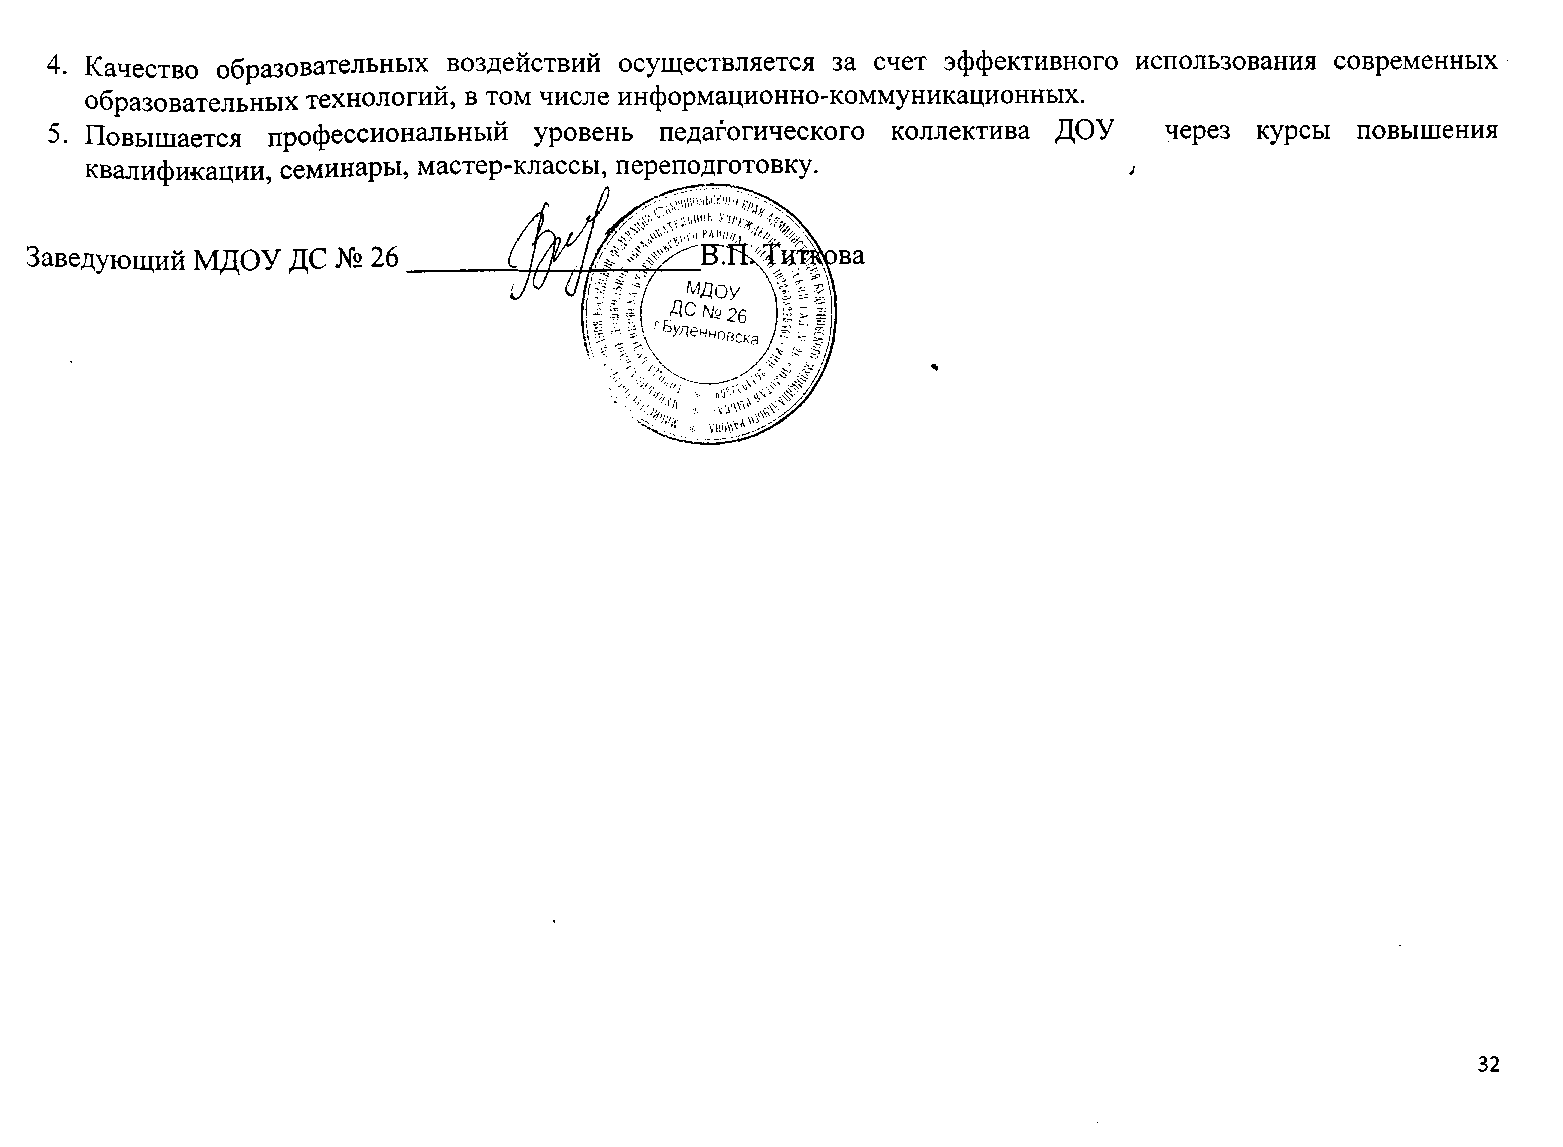 4. Качество образовательных воздействий осуществляется за счет эффективного использования современных
образовательных технологий, в том числе информационно-коммуникационных.
5. Повышается профессиональный уровень педагогического коллектива ДОУ через курсы повышения
квалификации, семинары, мастер-классы, переподготовку.
Заведующий МДОУ ДС № 26 ____________________ В.П. Титкова
МДОУ
ДС № 26
г Буденновска
32